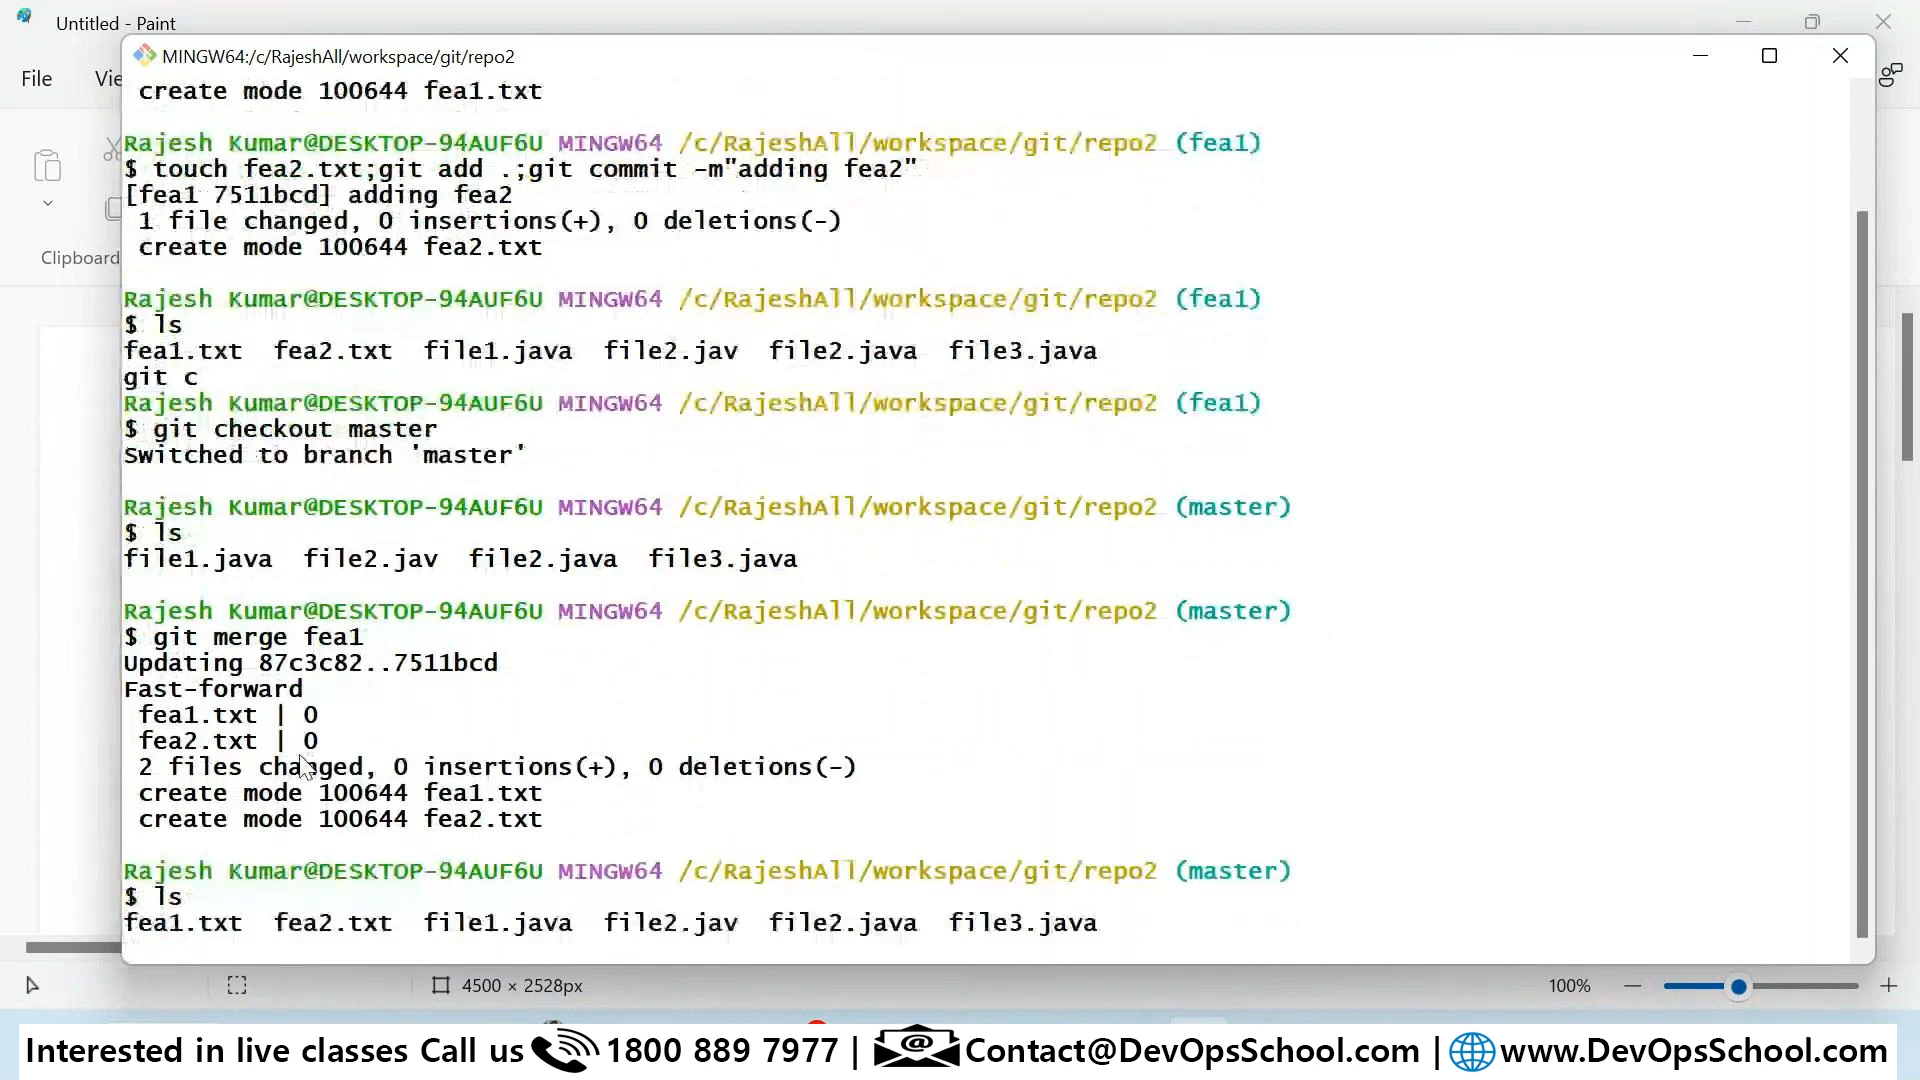 Untitled - Paint
MINGW64:/c/RajeshAll/workspace/git/repo2
File
Vie
create mode 100644 fea1.txt
Rajesh Kumar@DESKTOP-94AUF6U MINGW64 /c/RajeshAll/workspace/git/repo2 (fea1)
$ touch fea2.txt;git add .;git commit -m"adding fea2"
[fea1 7511bcd] adding fea2
1 file changed, 0 insertions(+), 0 deletions(-)
create mode 100644 fea2.txt
Clipboard
Rajesh Kumar@DESKTOP-94AUF6U MINGW64 /c/RajeshAll/workspace/git/repo2 (fea1)
$ ls
fea1.txt fea2.txt file1.java file2.jav file2.java file3.java
git c
Rajesh Kumar@DESKTOP-94AUF6U MINGW64 /c/RajeshAll/workspace/git/repo2 (fea1)
$ git checkout master
Switched to branch 'master'
Rajesh Kumar@DESKTOP-94AUF6U MINGW64 /c/RajeshAll/workspace/git/repo2 (master)
$ ls
file1.java file2.jav file2.java file3.java
Rajesh Kumar@DESKTOP-94AUF6U MINGW64 /c/RajeshAll/workspace/git/repo2 (master)
$ git merge fea1
Updating 87c3c82..7511bcd
Fast-forward
fea1.txt | 0
fea2.txt | 0
2 files changed, 0 insertions(+), 0 deletions(-)
create mode 100644 fea1.txt
create mode 100644 fea2.txt
Rajesh Kumar@DESKTOP-94AUF6U MINGW64 /c/RajeshAll/workspace/git/repo2 (master)
$ ls
fea1.txt fea2.txt file1.java file2.jav file2.java file3.java
4500 × 2528px
100%
Interested in live classes Call us 1800 889 7977 | Contact@DevOpsSchool.com | www.DevOpsSchool.com